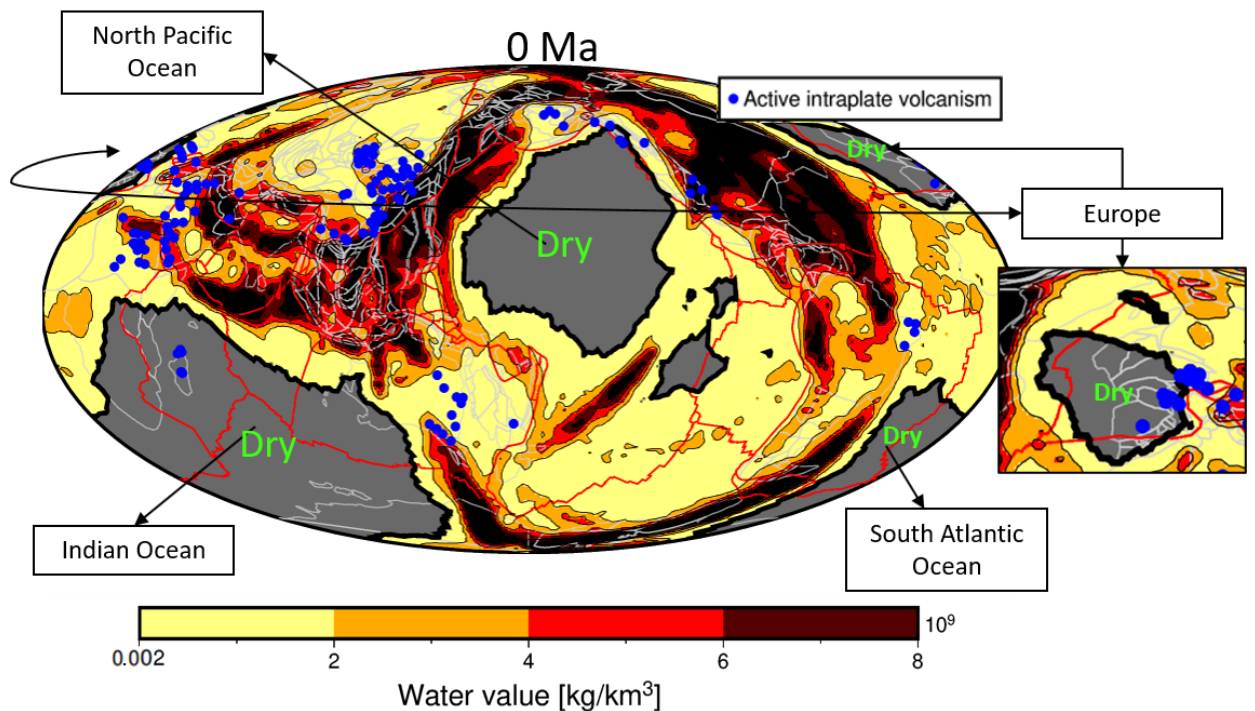 North Pacific
Ocean
0 Ma
Active intraplate volcanism
Dry
Europe
Dry
Dry
Dry
Dry
Indian Ocean
South Atlantic
Ocean
0.002
2
4
6
8
10⁹
Water value [kg/km³]